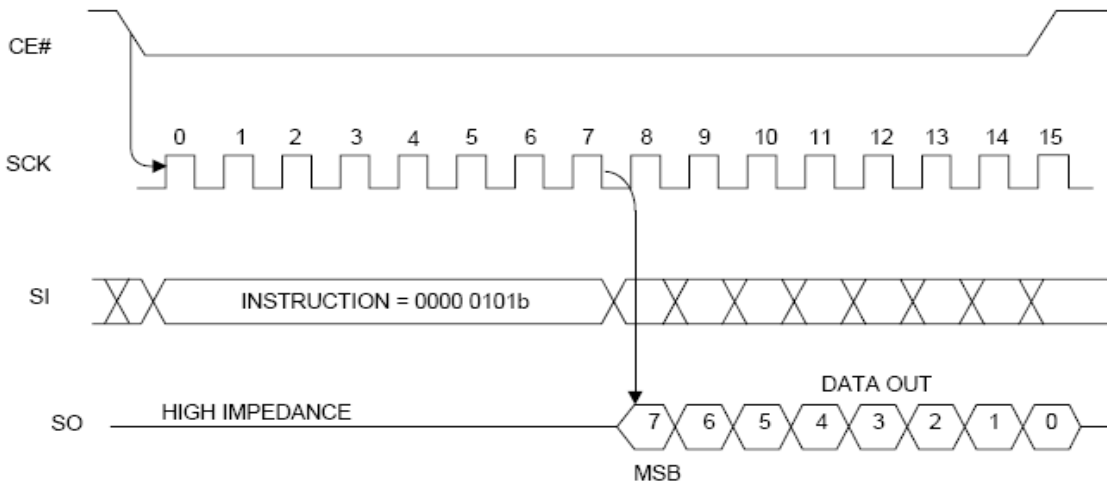 CE#
0 1 2 3 4 5 6 7 8 9 10 11 12 13 14 15
SCK
SI
INSTRUCTION = 0000 0101b
DATA OUT
HIGH IMPEDANCE
SO
7 6 5 4 3 2 1 0
MSB